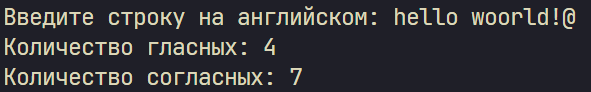 Введите строку на английском: hello woorld!@
Количество гласных: 4
Количество согласных: 7